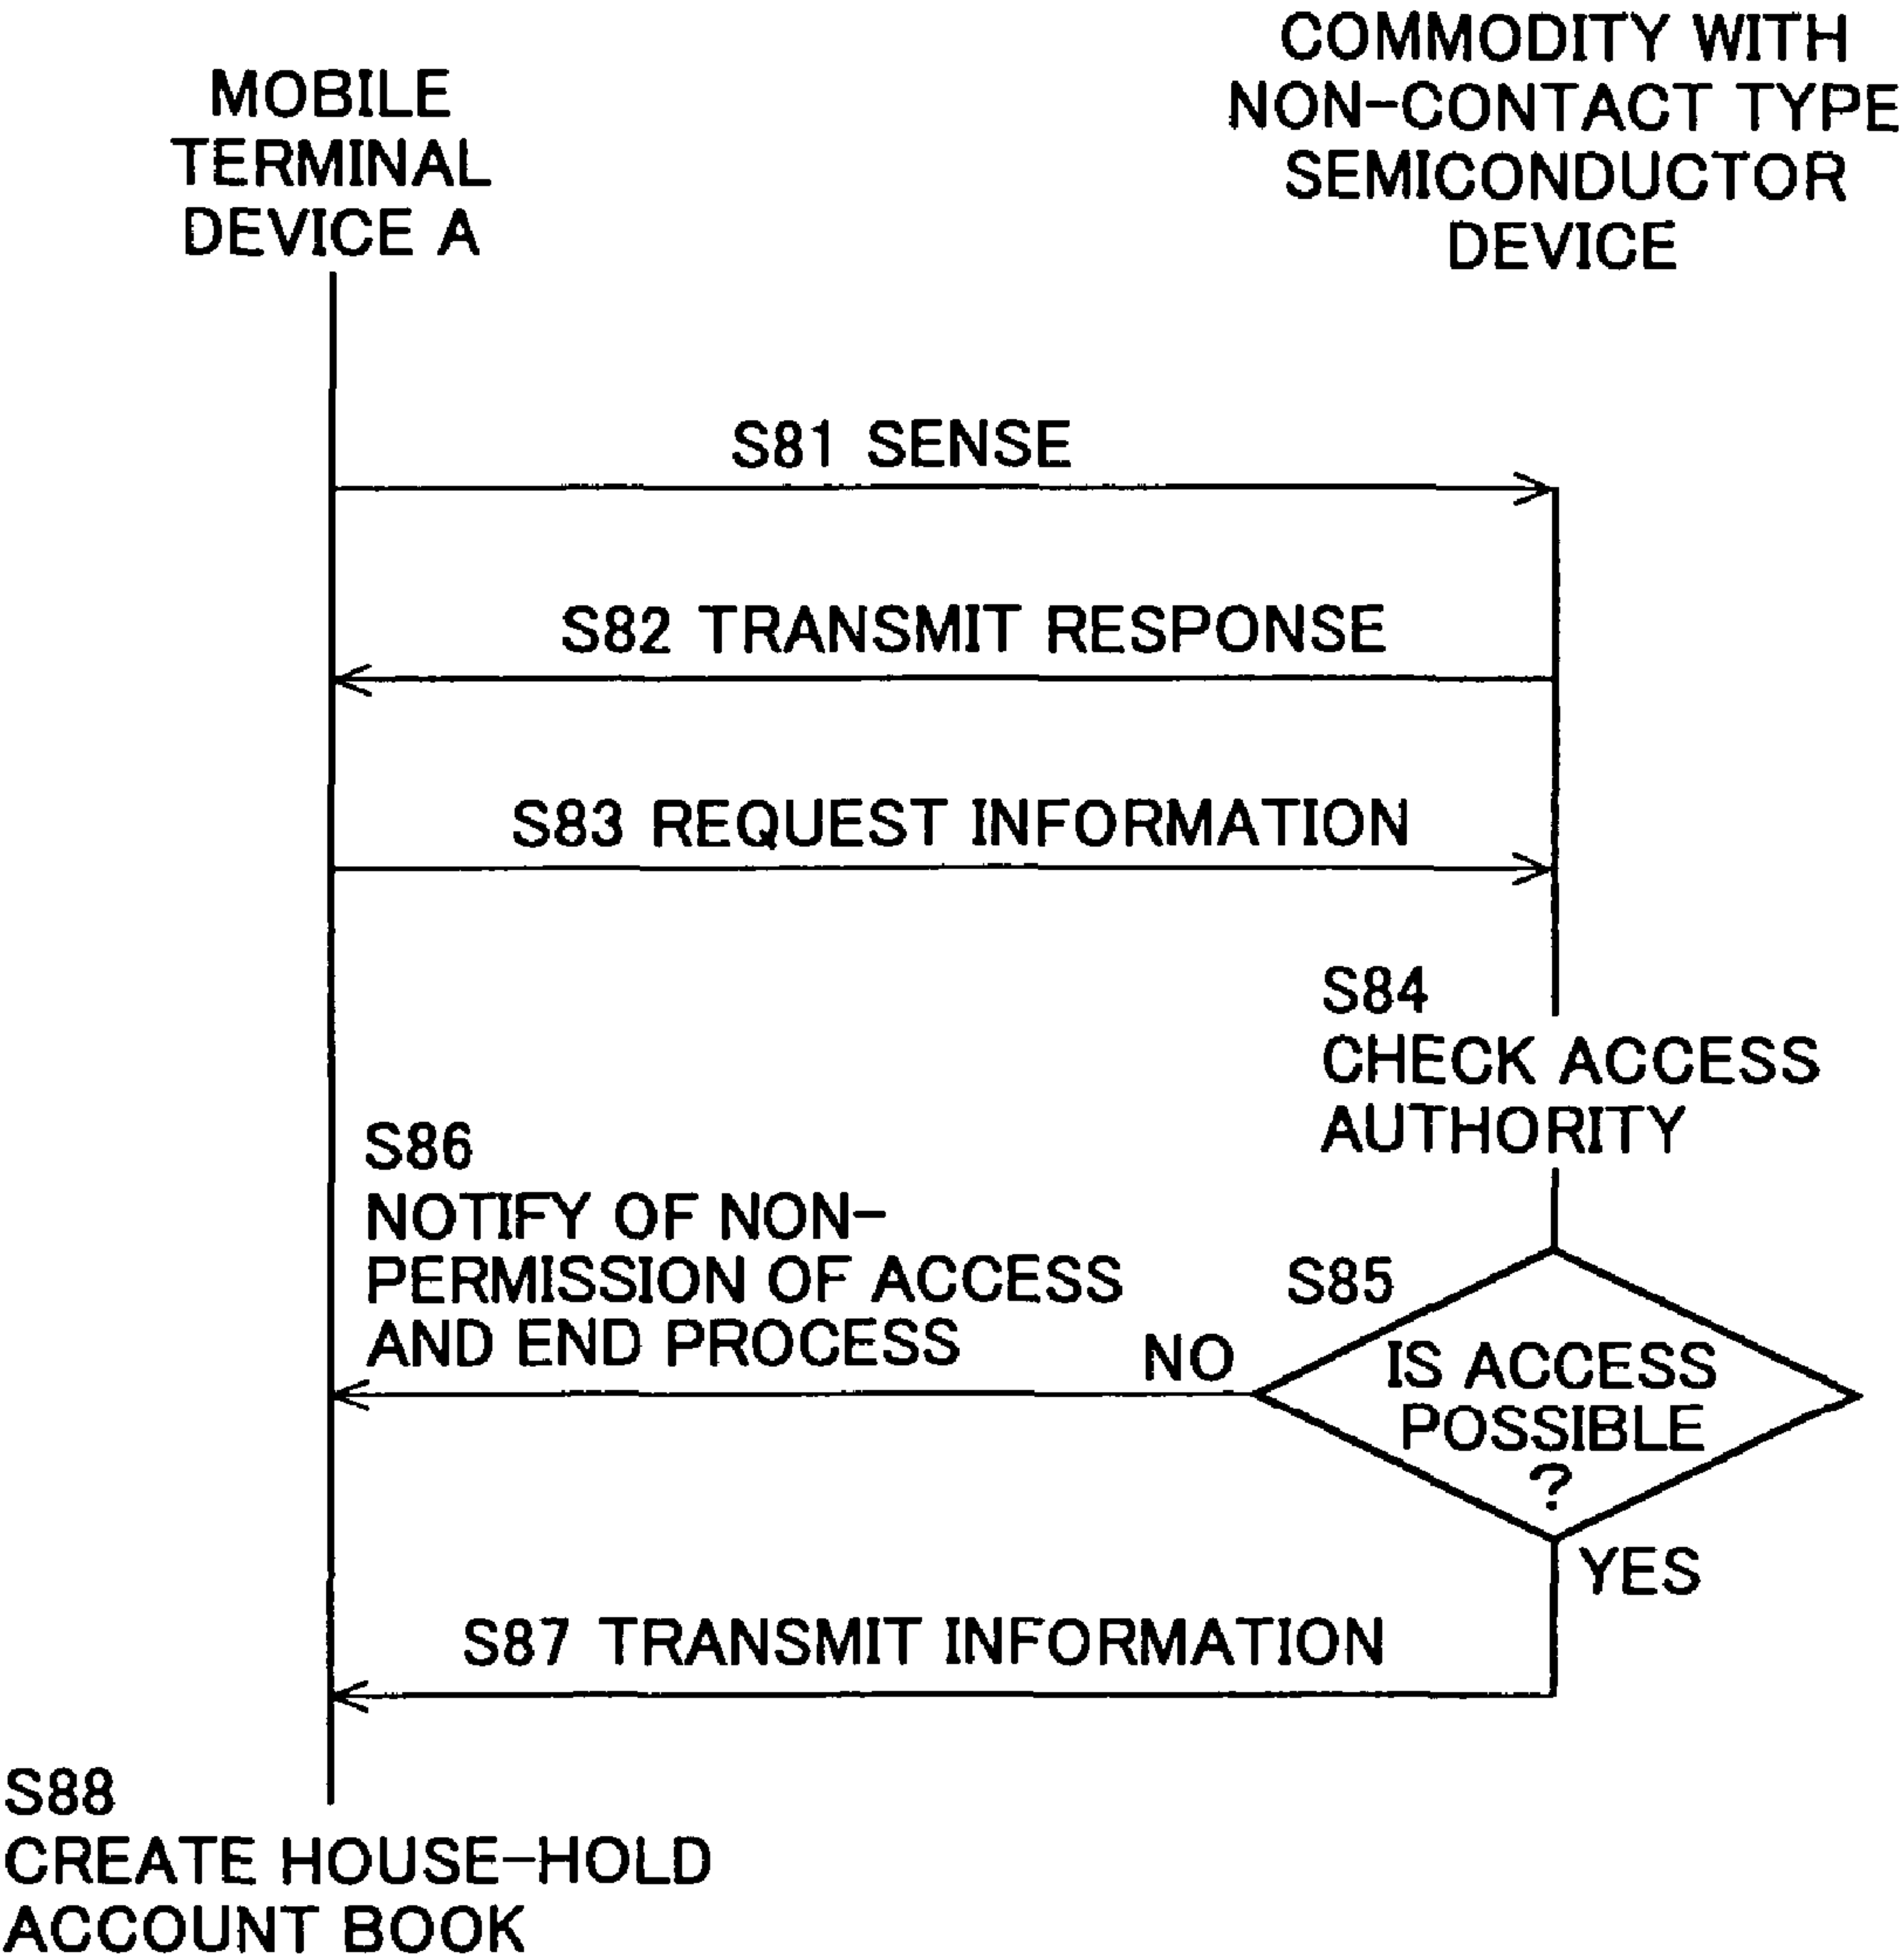 MOBILE
TERMINAL
DEVICE A
COMMODITY WITH
NON-CONTACT TYPE
SEMICONDUCTOR
DEVICE
S81 SENSE
S82 TRANSMIT RESPONSE
S83 REQUEST INFORMATION
S84
CHECK ACCESS
AUTHORITY
S86
NOTIFY OF NON-
PERMISSION OF ACCESS
AND END PROCESS
S85
NO
IS ACCESS
POSSIBLE
?
YES
S87 TRANSMIT INFORMATION
S88
CREATE HOUSE-HOLD
ACCOUNT BOOK